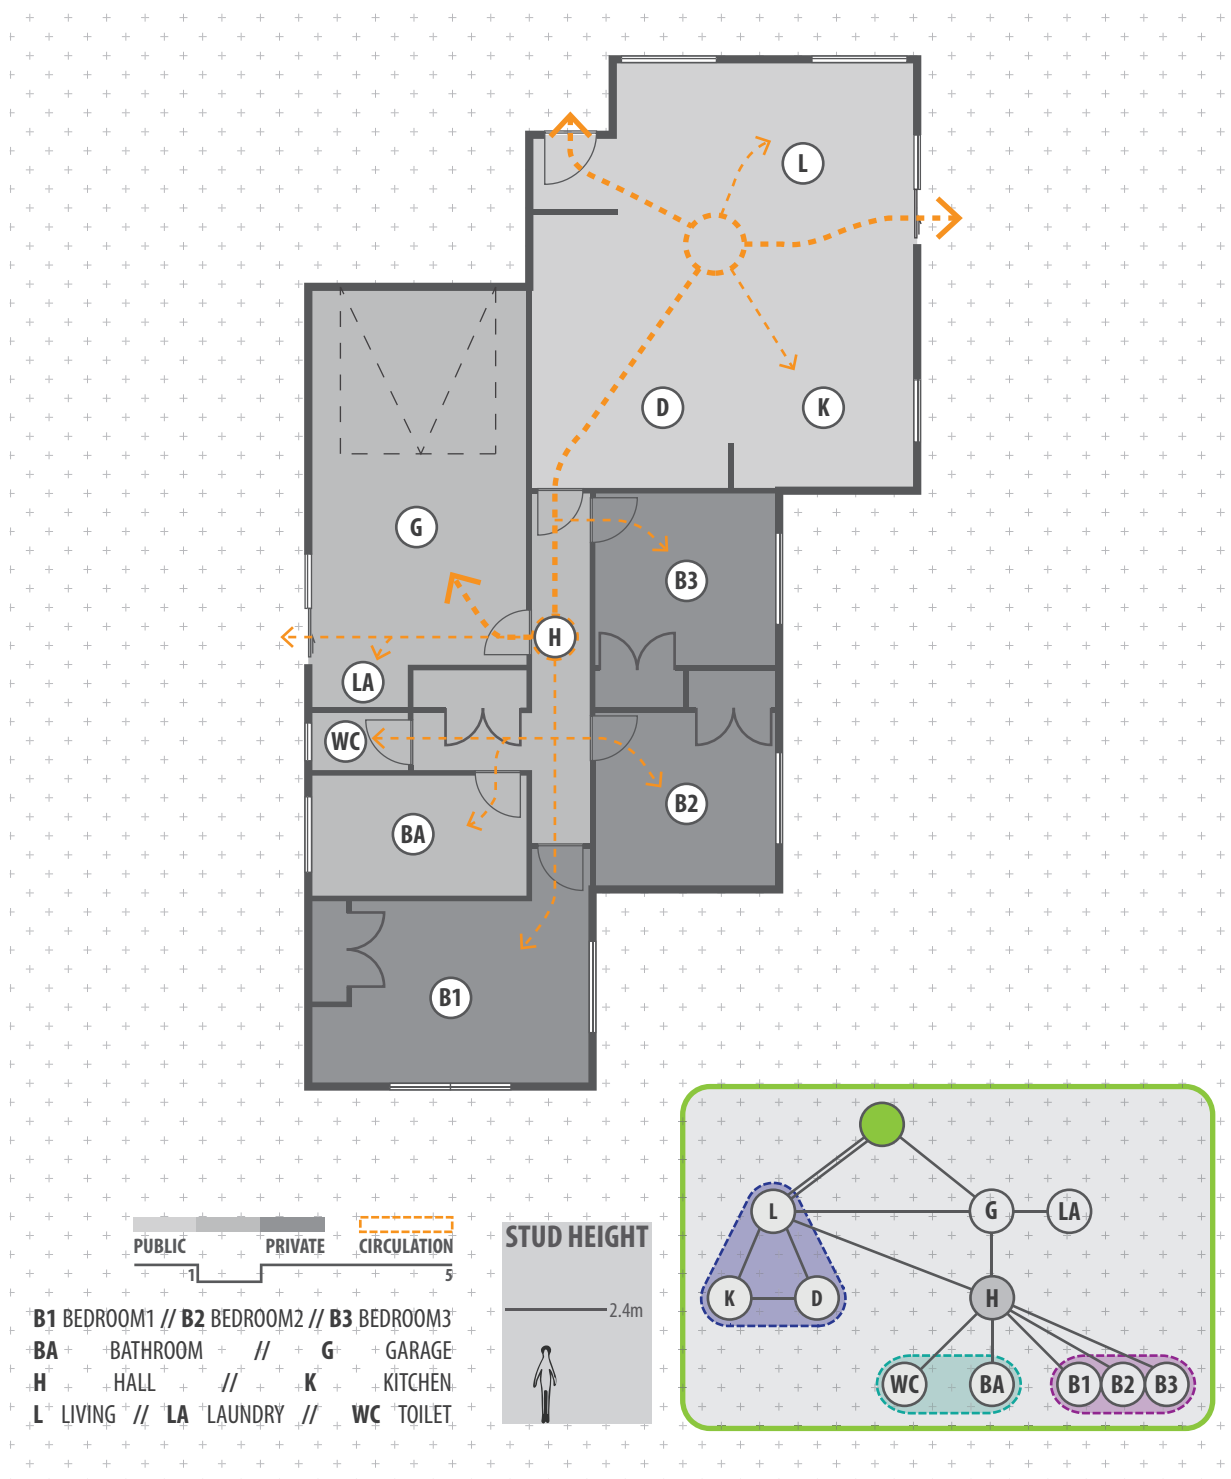 L
D
K
G
B3
H
LA
WC
B2
BA
B1
L
G
LA
K
D
H
WC
BA
B1
B2
B3
PUBLIC PRIVATE CIRCULATION
1 5
B1 BEDROOM1 // B2 BEDROOM2 // B3 BEDROOM3
BA BATHROOM // G GARAGE
H HALL // K KITCHEN
L LIVING // LA LAUNDRY // WC TOILET
STUD HEIGHT
2.4m